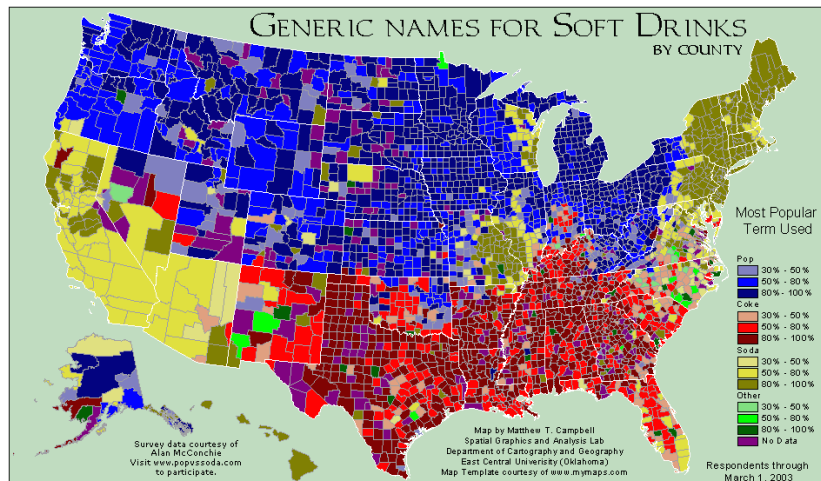 GENERIC NAMES FOR SOFT DRINKS
BY COUNTY
Most Popular
Term Used
Pop
30% - 50%
50% - 80%
80% - 100%
Coke
30% - 50%
50% - 80%
80% - 100%
Soda
30% - 50%
50% - 80%
80% - 100%
Other
30% - 50%
50% - 80%
80% - 100%
No Data
Survey data courtesy of
Alan McConchie
Visit www.popvssoda.com
to participate.
Map by Matthew T. Campbell
Spatial Graphics and Analysis Lab
Department of Cartography and Geography
East Central Univerisity (Oklahoma)
Map Template courtesy of www.mymaps.com
Respondents through
March 1, 2003